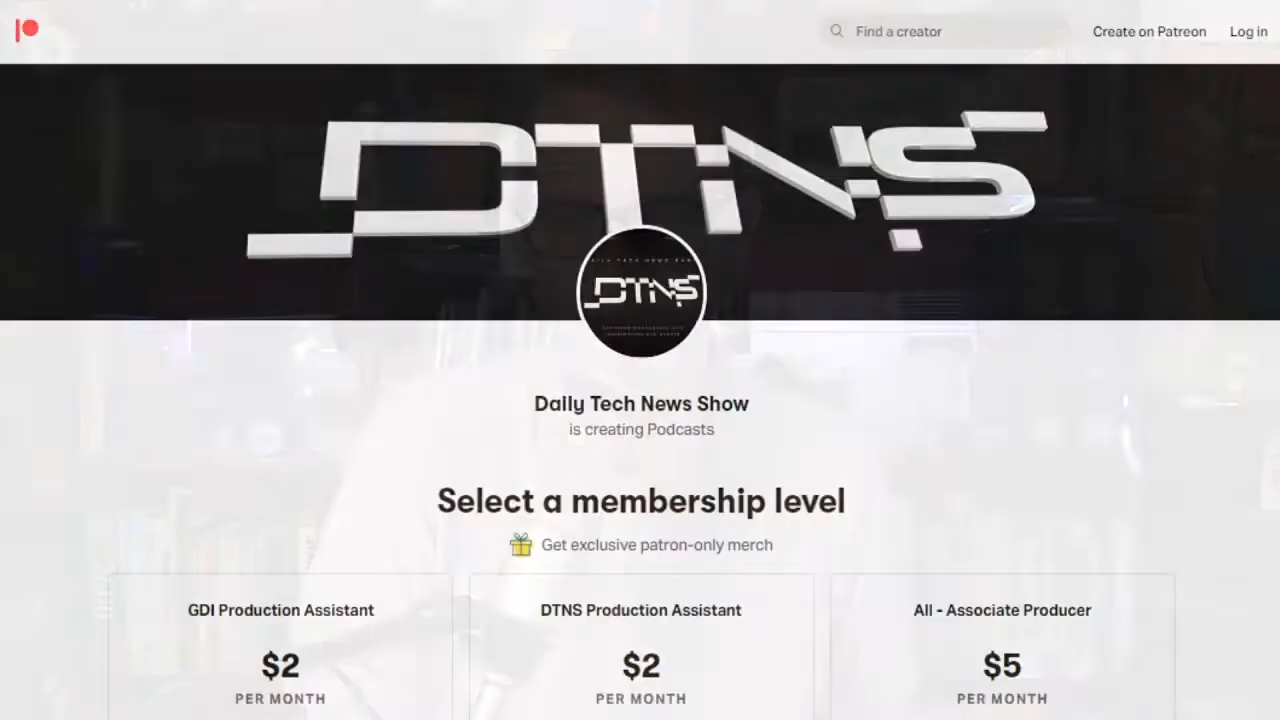 Find a creator
Create on Patreon
Log in
DTNS
DTNS
Daily Tech News Show
is creating Podcasts
Select a membership level
Get exclusive patron-only merch
GDI Production Assistant
DTNS Production Assistant
All - Associate Producer
$2
$2
$5
PER MONTH
PER MONTH
PER MONTH